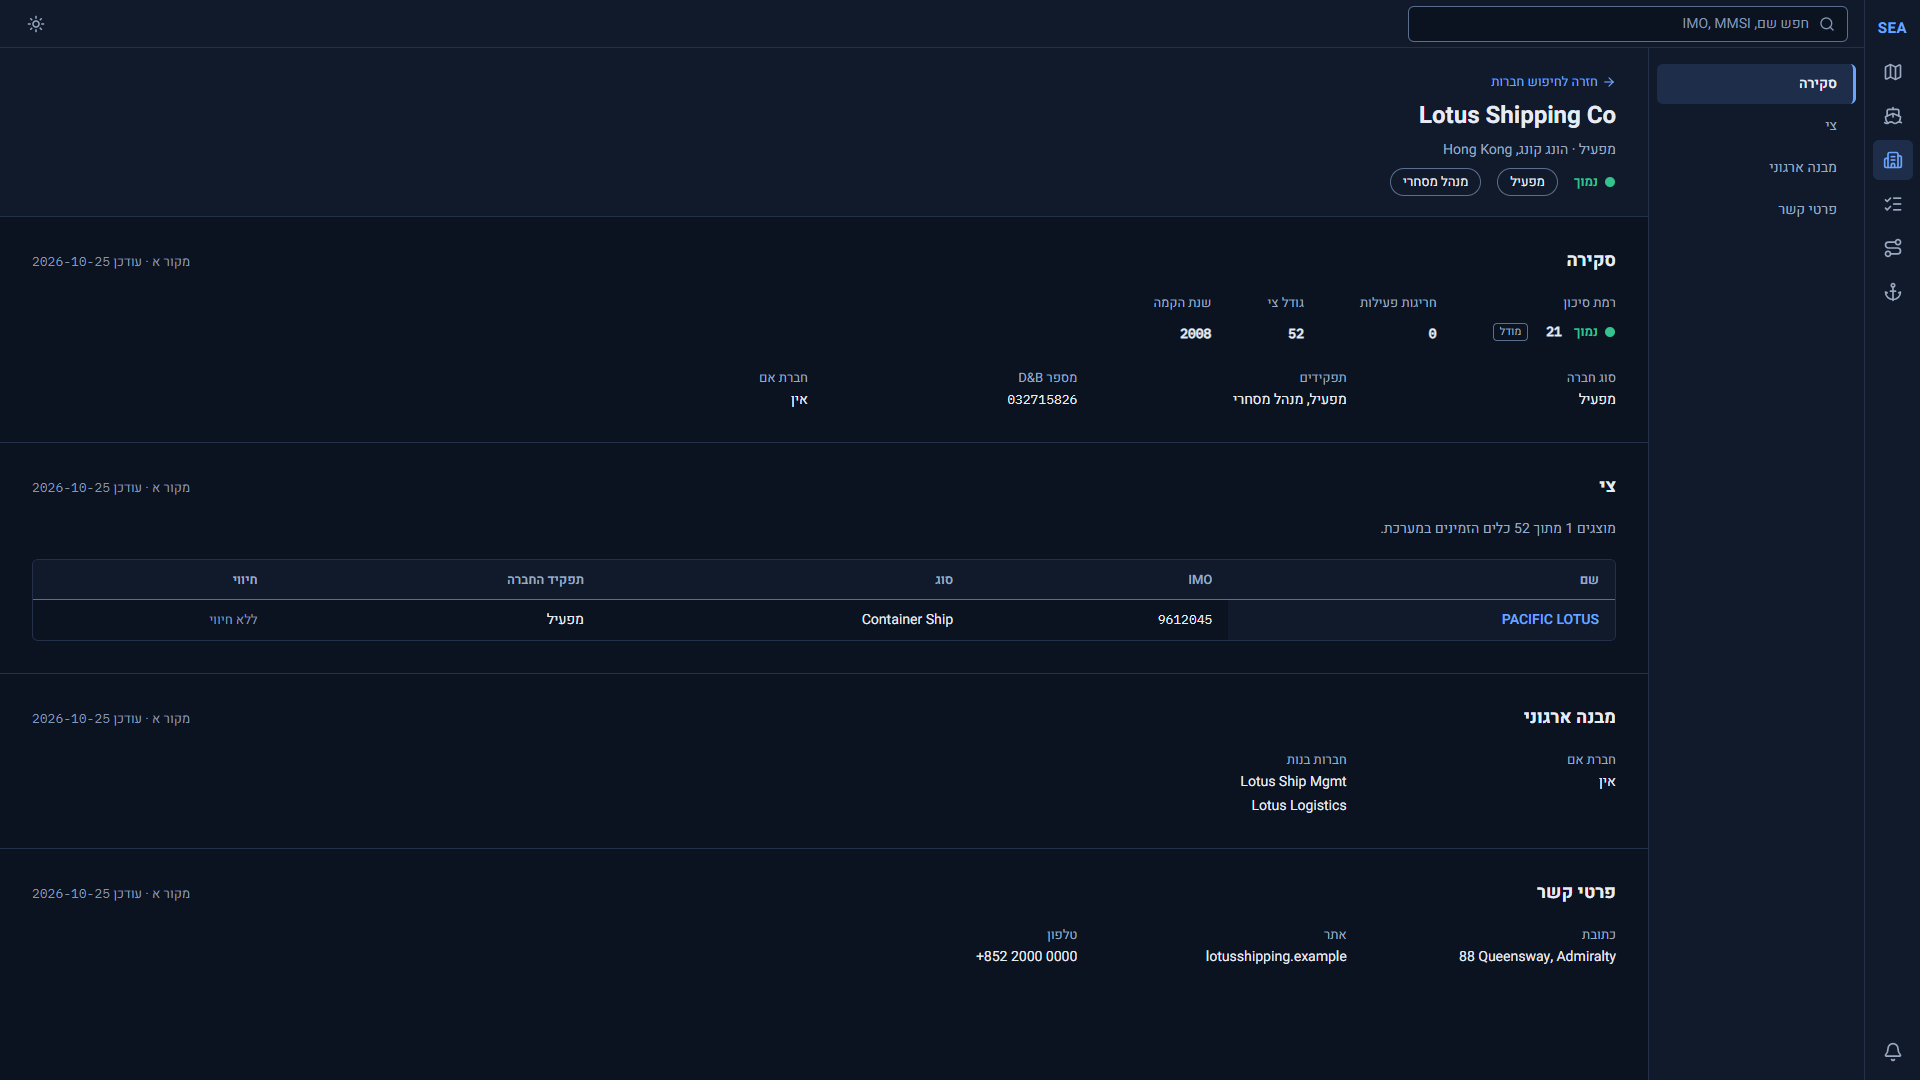 SEA
חפש שם, IMO, MMSI
סקירה
צי
מבנה ארגוני
פרטי קשר
חזרה לחיפוש חברות
Lotus Shipping Co
מפעיל · הונג קונג, Hong Kong
נמוך
מפעיל
מנהל מסחרי
סקירה
מקור א · עודכן 2026-10-25
רמת סיכון
חריגות פעילות
גודל צי
שנת הקמה
נמוך 21 מודל
0
52
2008
סוג חברה
תפקידים
מספר D&B
חברת אם
מפעיל
מפעיל, מנהל מסחרי
032715826
אין
צי
מקור א · עודכן 2026-10-25
מוצגים 1 מתוך 52 כלים הזמינים במערכת.
שם
IMO
סוג
תפקיד החברה
חיווי
PACIFIC LOTUS
9612045
Container Ship
מפעיל
ללא חיווי
מבנה ארגוני
מקור א · עודכן 2026-10-25
חברת אם
חברות בנות
אין
Lotus Ship Mgmt
Lotus Logistics
פרטי קשר
מקור א · עודכן 2026-10-25
כתובת
אתר
טלפון
88 Queensway, Admiralty
lotusshipping.example
+852 2000 0000